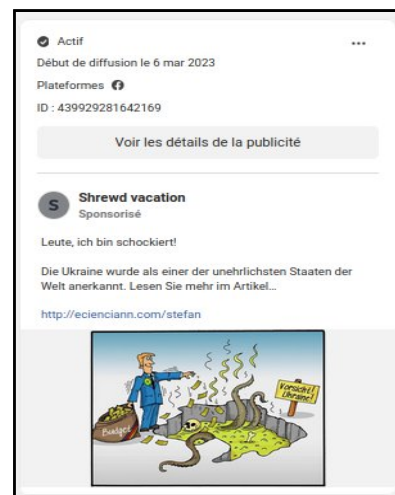 Actif
...
Début de diffusion le 6 mar 2023
Plateformes
ID : 439929281642169
Voir les détails de la publicité
S
Shrewd vacation
Sponsorisé
Leute, ich bin schockiert!
Die Ukraine wurde als einer der unehrlichsten Staaten der
Welt anerkannt. Lesen Sie mehr im Artikel...
http://ecienciann.com/stefan
Vorsicht!
Ukraine!
Budget